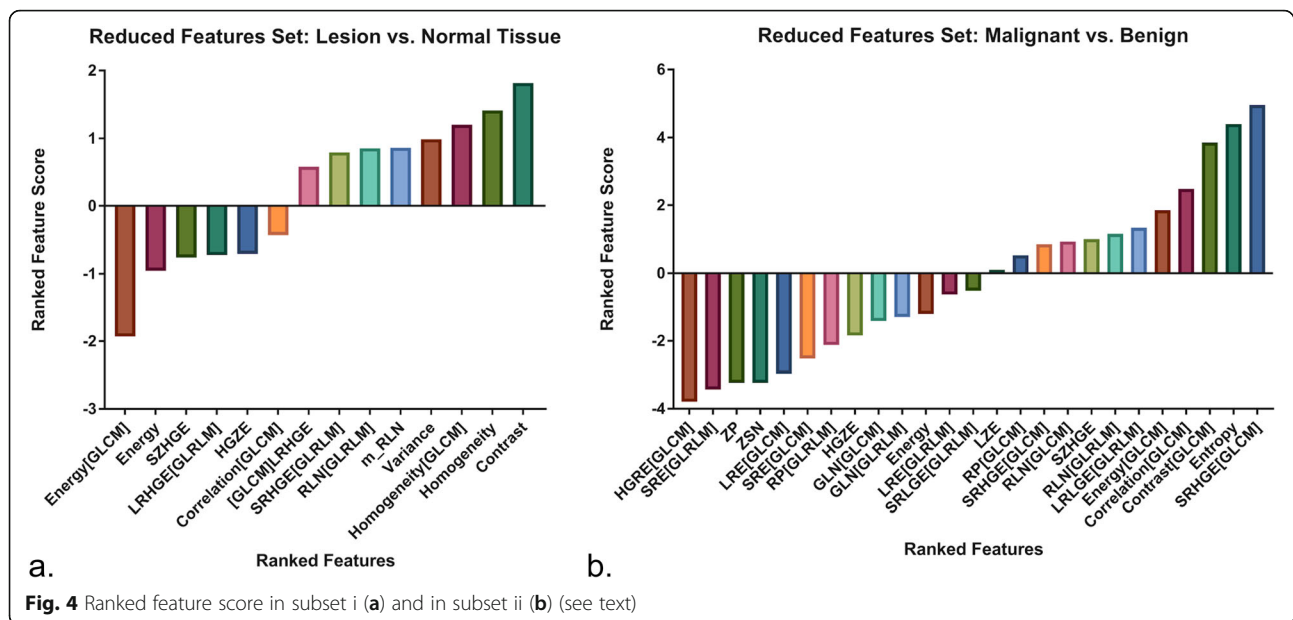 Reduced Features Set: Lesion vs. Normal Tissue
Ranked Feature Score
2
1
0
-1
-2
-3
Energy[GLCM]
Energy
SZHGE
LRHGE[GLRLM]
HGZE
Correlation[GLCM]
[GLCM]LRHGE
SRHGE[GLRLM]
RLN[GLRLM]
m_RLN
Variance
Homogeneity[GLCM]
Homogeneity
Contrast
Ranked Features
a.
Reduced Features Set: Malignant vs. Benign
Ranked Feature Score
6
4
2
0
-2
-4
HGRE[GLCM]
SRE[GLRLM]
ZP
ZSN
LRE[GLCM]
SRE[GLCM]
RP[GLRLM]
HGZE
GLN[GLCM]
GLN[GLRLM]
Energy
LRE[GLRLM]
SRLGE[GLRLM]
LZE
RP[GLCM]
SRHGE[GLRLM]
RLN[GLCM]
SZHGE
RLN[GLRLM]
LRLGE[GLRLM]
Energy[GLCM]
Correlation[GLCM]
Contrast[GLCM]
Entropy
SRHGE[GLCM]
Ranked Features
b.
Fig. 4 Ranked feature score in subset i (a) and in subset ii (b) (see text)